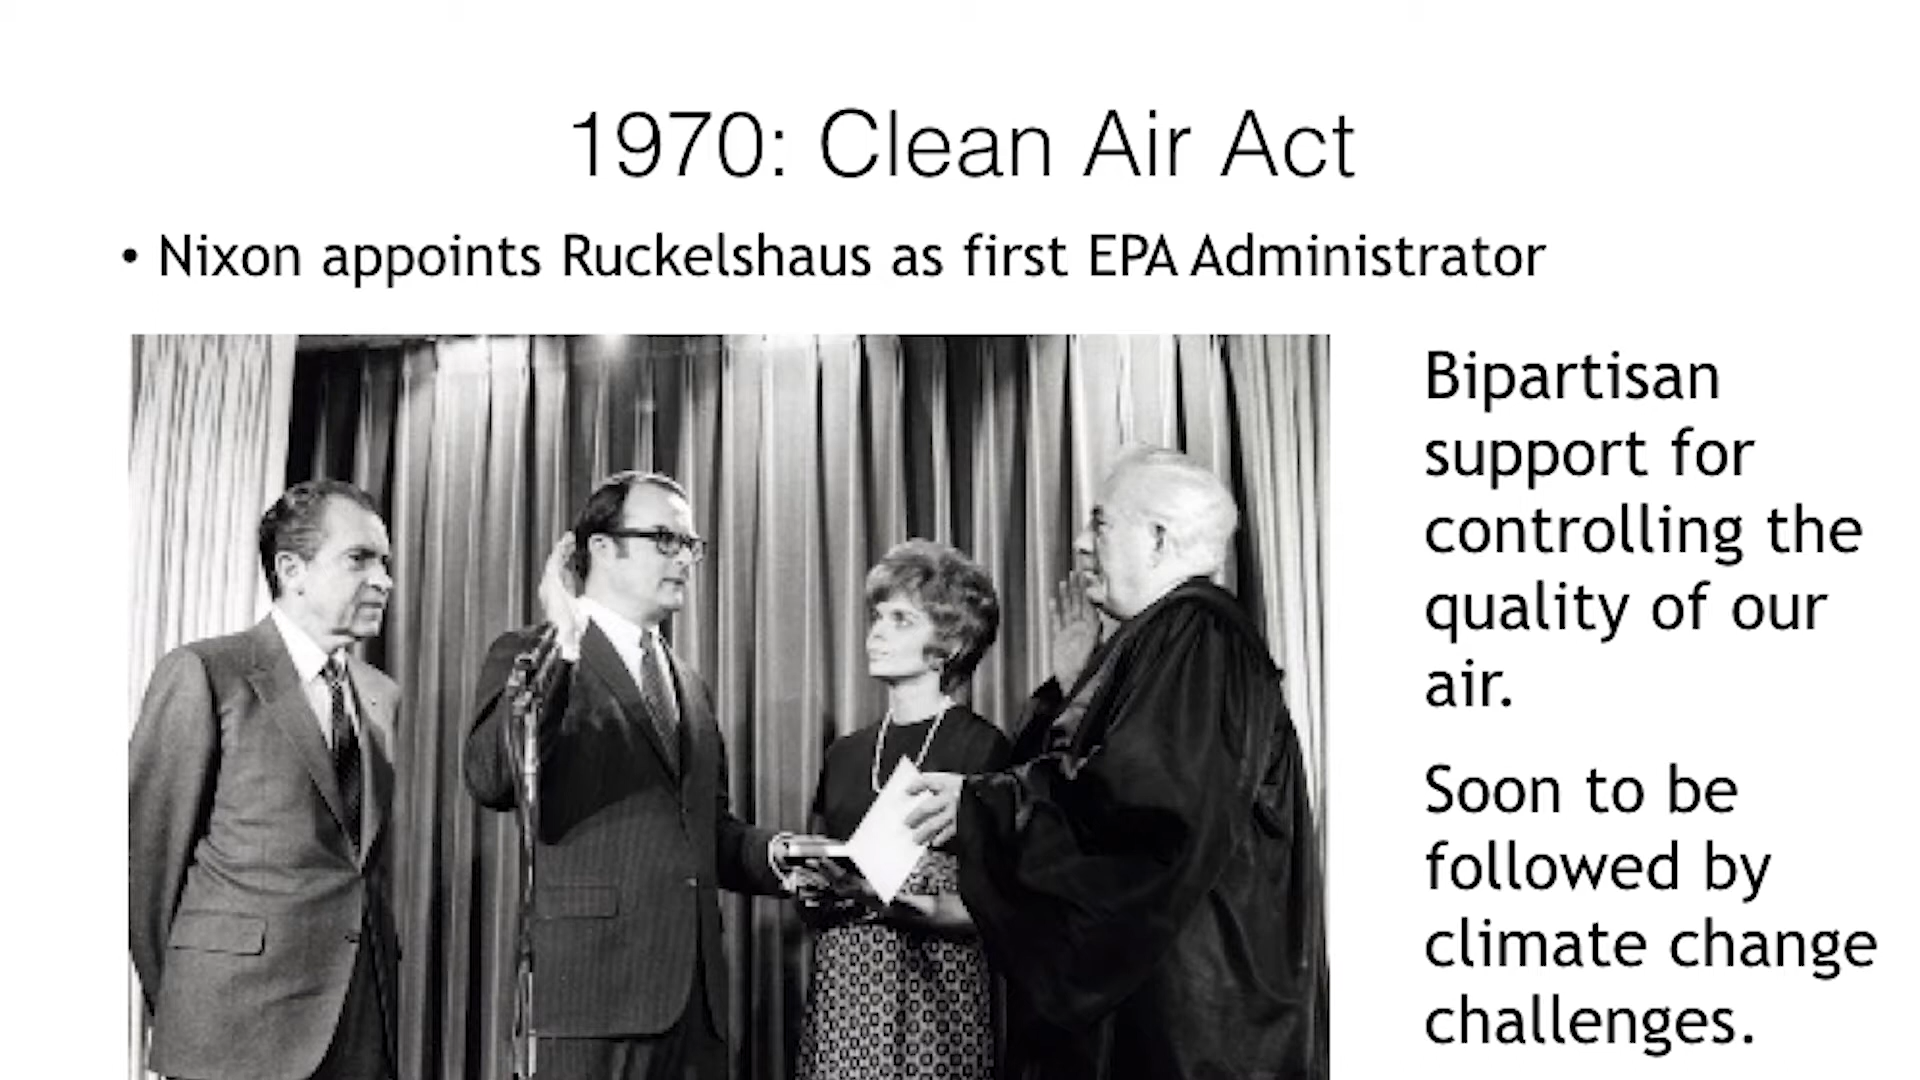 1970: Clean Air Act
• Nixon appoints Ruckelshaus as first EPA Administrator
Bipartisan
support for
controlling the
quality of our
air.
Soon to be
followed by
climate change
challenges.